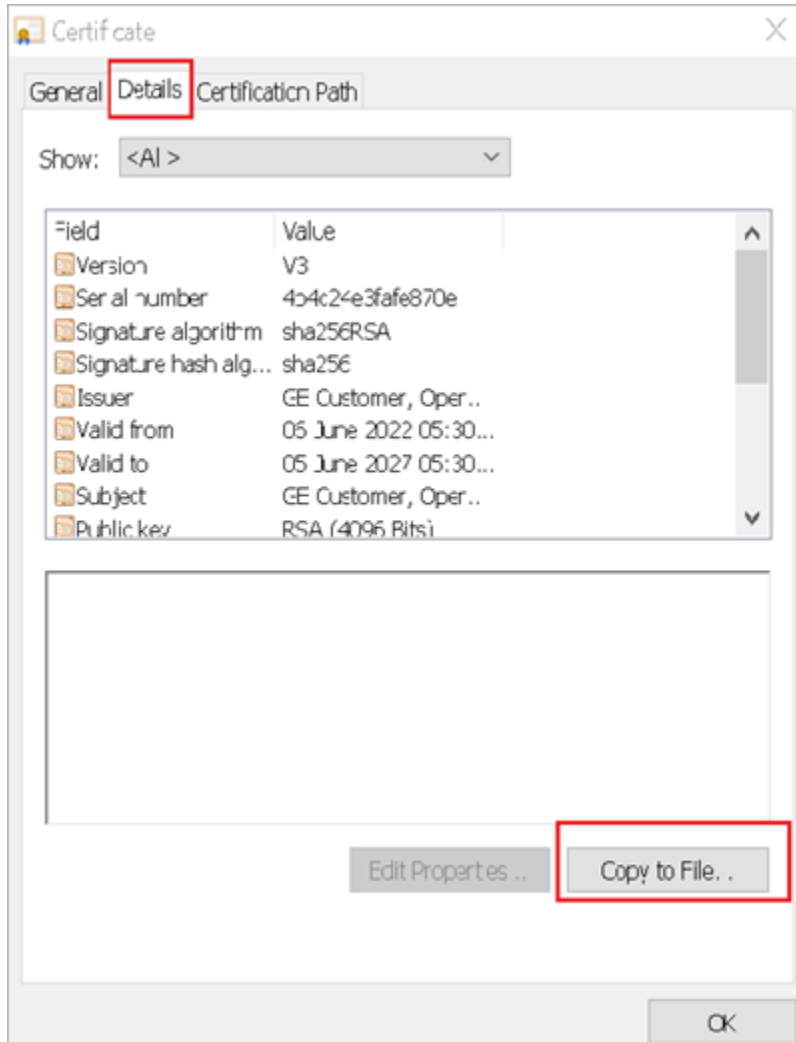 Certificate
General Details Certification Path
Show: <All>
Field Value
Version V3
Serial number 4b4c24e3fafe870e
Signature algorithm sha256RSA
Signature hash alg... sha256
Issuer GE Customer, Oper...
Valid from 06 June 2022 05:30...
Valid to 05 June 2027 05:30...
Subject GE Customer, Oper...
Public key RSA (4096 Bits)
Edit Properties...
Copy to File...
OK